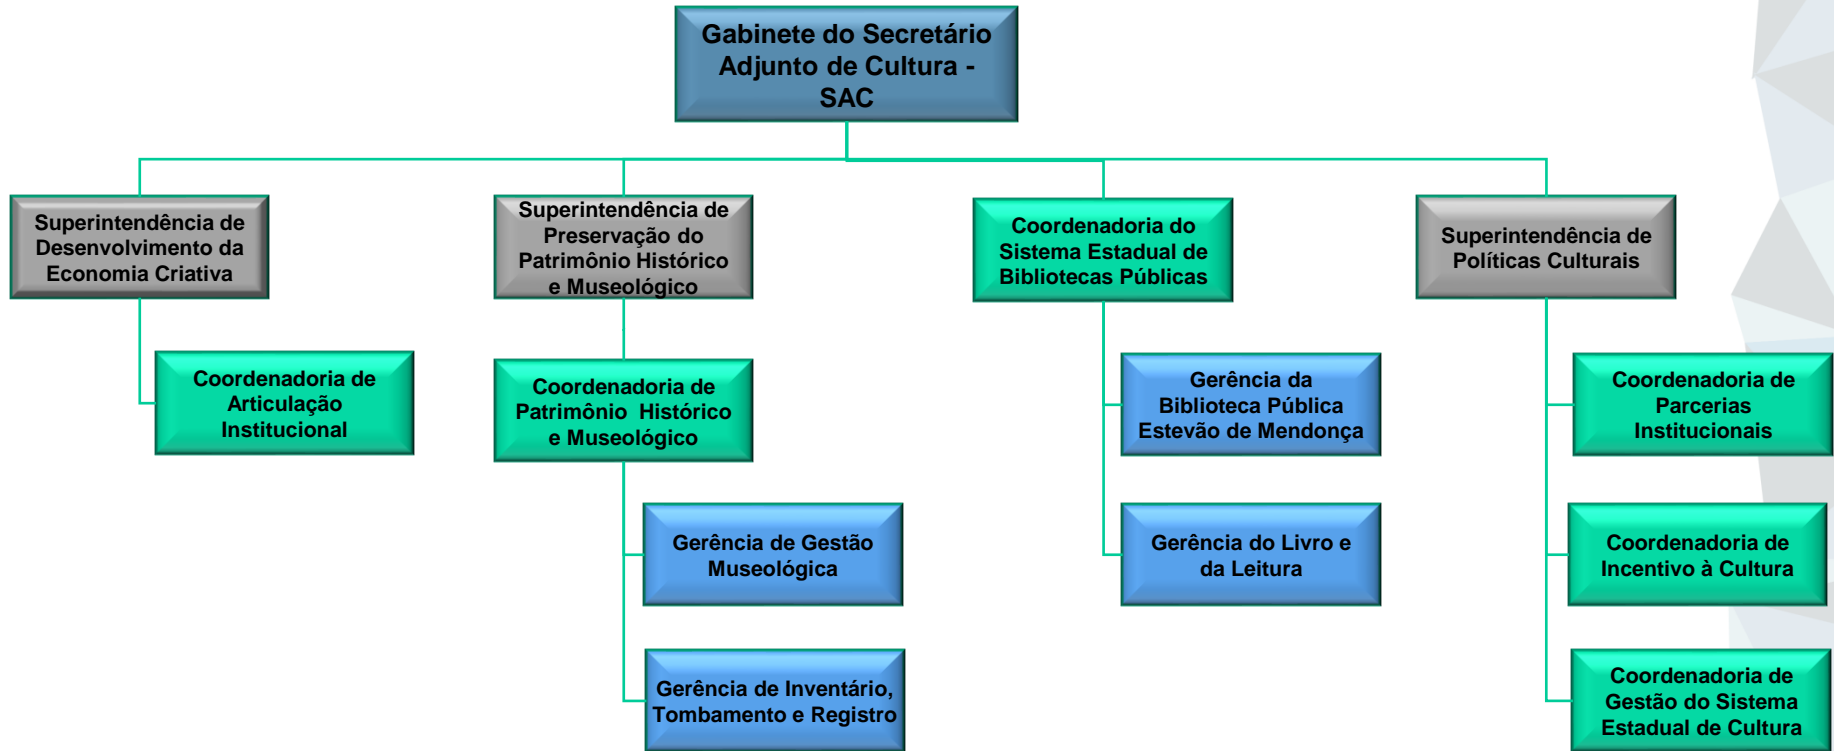 Gabinete do Secretário
Adjunto de Cultura -
SAC
Superintendência de
Desenvolvimento da
Economia Criativa
Superintendência de
Preservação do
Patrimônio Histórico
e Museológico
Coordenadoria do
Sistema Estadual de
Bibliotecas Públicas
Superintendência de
Políticas Culturais
Coordenadoria de
Articulação
Institucional
Coordenadoria de
Patrimônio Histórico
e Museológico
Gerência da
Biblioteca Pública
Estevão de Mendonça
Coordenadoria de
Parcerias
Institucionais
Gerência de Gestão
Museológica
Gerência do Livro e
da Leitura
Coordenadoria de
Incentivo à Cultura
Gerência de Inventário,
Tombamento e Registro
Coordenadoria de
Gestão do Sistema
Estadual de Cultura